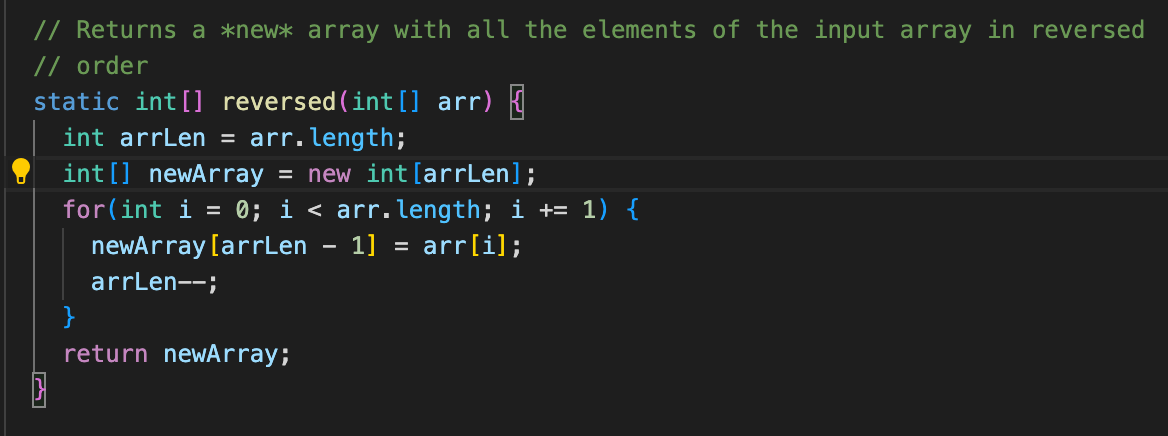 // Returns a *new* array with all the elements of the input array in reversed
// order
static int[] reversed(int[] arr) {
int arrLen = arr.length;
int[] newArray = new int[arrLen];
for(int i = 0; i < arr.length; i += 1) {
newArray[arrLen - 1] = arr[i];
arrLen--;
}
return newArray;
}